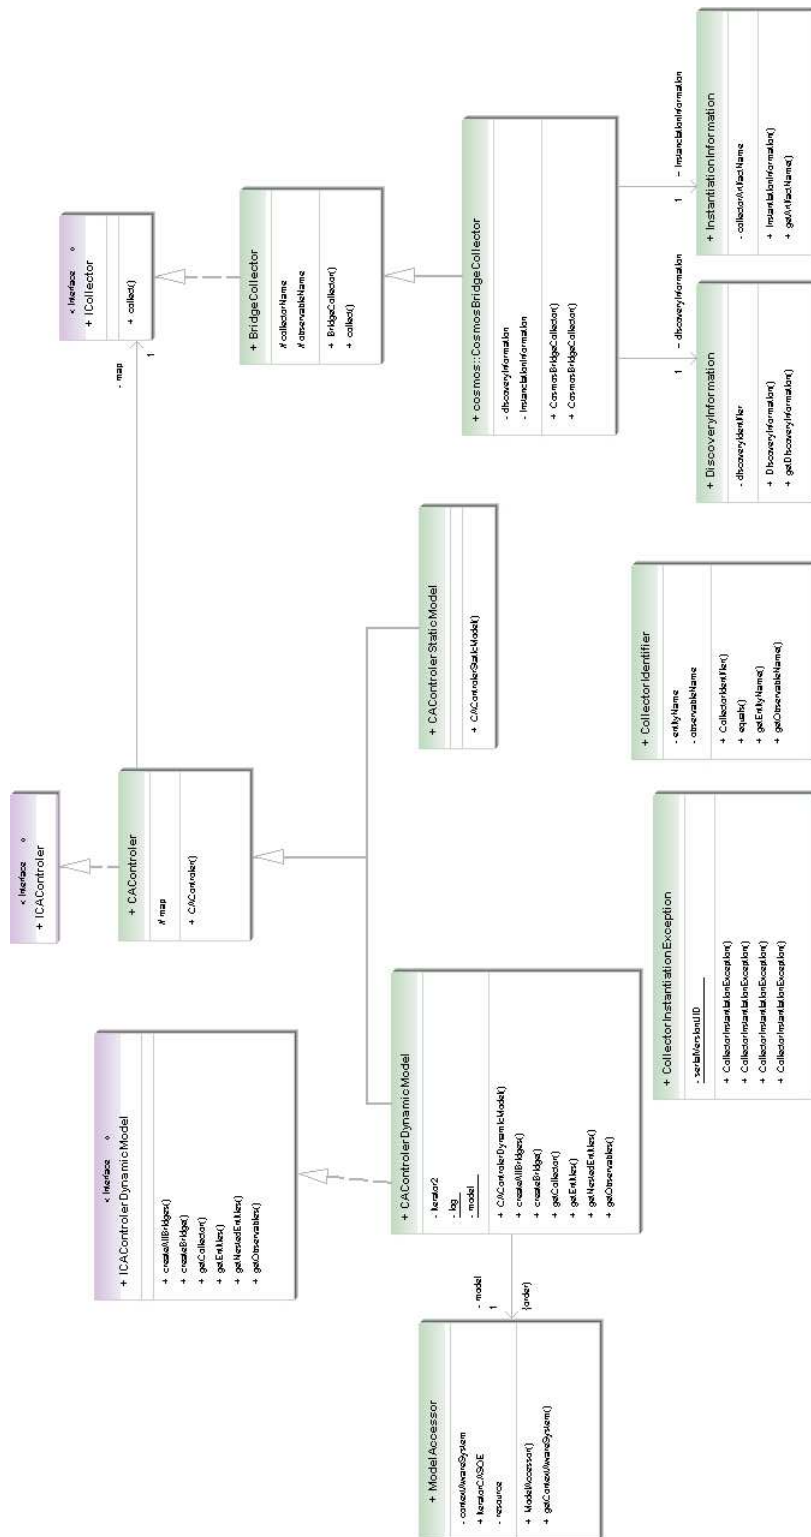 < Interface
+ ICAControlerDynamicModel
+ createAllBridges()
+ createBridge()
+ getCollector()
+ getEntities()
+ getNestedEntities()
+ getObservables()
< Interface
+ ICAControler
+ CAControler
# map
+ CAControler()
- map
1
< Interface
+ ICollector
+ collect()
+ BridgeCollector
# collectorName
# observableName
+ BridgeCollector()
+ collect()
+ ModelAccessor
- contextAwareSystem
+ IteratorCASOE
- resource
+ ModelAccessor()
+ getContextAwareSystem()
- model
1
{order}
+ CAControlerDynamicModel
- iterator2
- log
- model
+ CAControlerDynamicModel()
+ createAllBridges()
+ createBridge()
+ getCollector()
+ getEntities()
+ getNestedEntities()
+ getObservables()
+ CAControlerStaticModel
+ CAControlerStaticModel()
+ cosmos::CosmosBridgeCollector
- discoveryInformation
- InstanciationInformation
+ CosmosBridgeCollector()
+ CosmosBridgeCollector()
- discoveryInformation
1
- InstanciationInformation
1
+ CollectorInstantiationException
- serialVersionUID
+ CollectorInstantiationException()
+ CollectorInstantiationException()
+ CollectorInstantiationException()
+ CollectorInstantiationException()
+ CollectorIdentifier
- entityName
- observableName
+ CollectorIdentifier()
+ equals()
+ getEntityName()
+ getObservableName()
+ DiscoveryInformation
- discoveryIdentifier
+ DiscoveryInformation()
+ getDiscoveryInformation()
+ InstantiationInformation
- collectorArtifactName
+ InstantiationInformation()
+ getArtifactName()